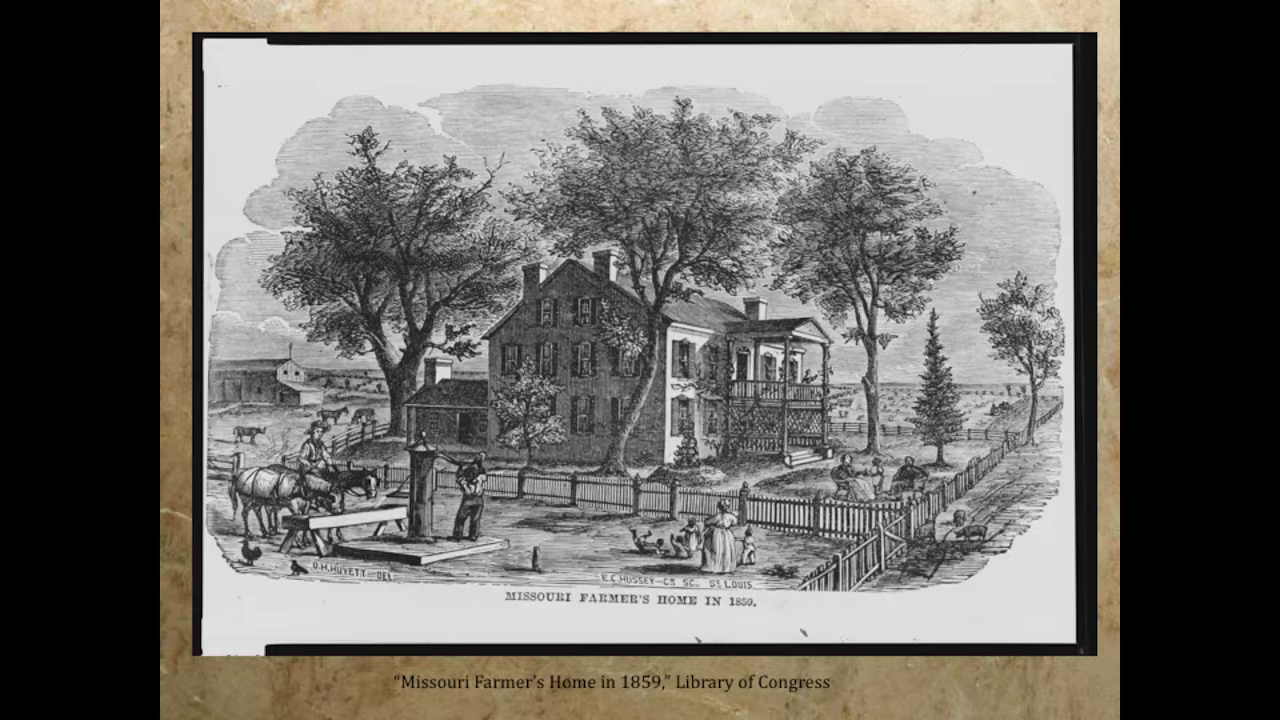 O.H.HUYETT—DEL.
E.C.HUSSEY—Co SC. ST. LOUIS.
MISSOURI FARMER'S HOME IN 1859.
“Missouri Farmer’s Home in 1859,” Library of Congress